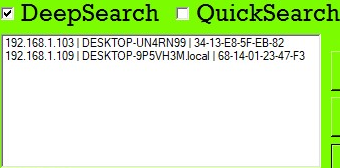 DeepSearch QuickSearch
192.168.1.103 | DESKTOP-UN4RN99 | 34-13-E8-5F-EB-82
192.168.1.109 | DESKTOP-9P5VH3M.local | 68-14-01-23-47-F3